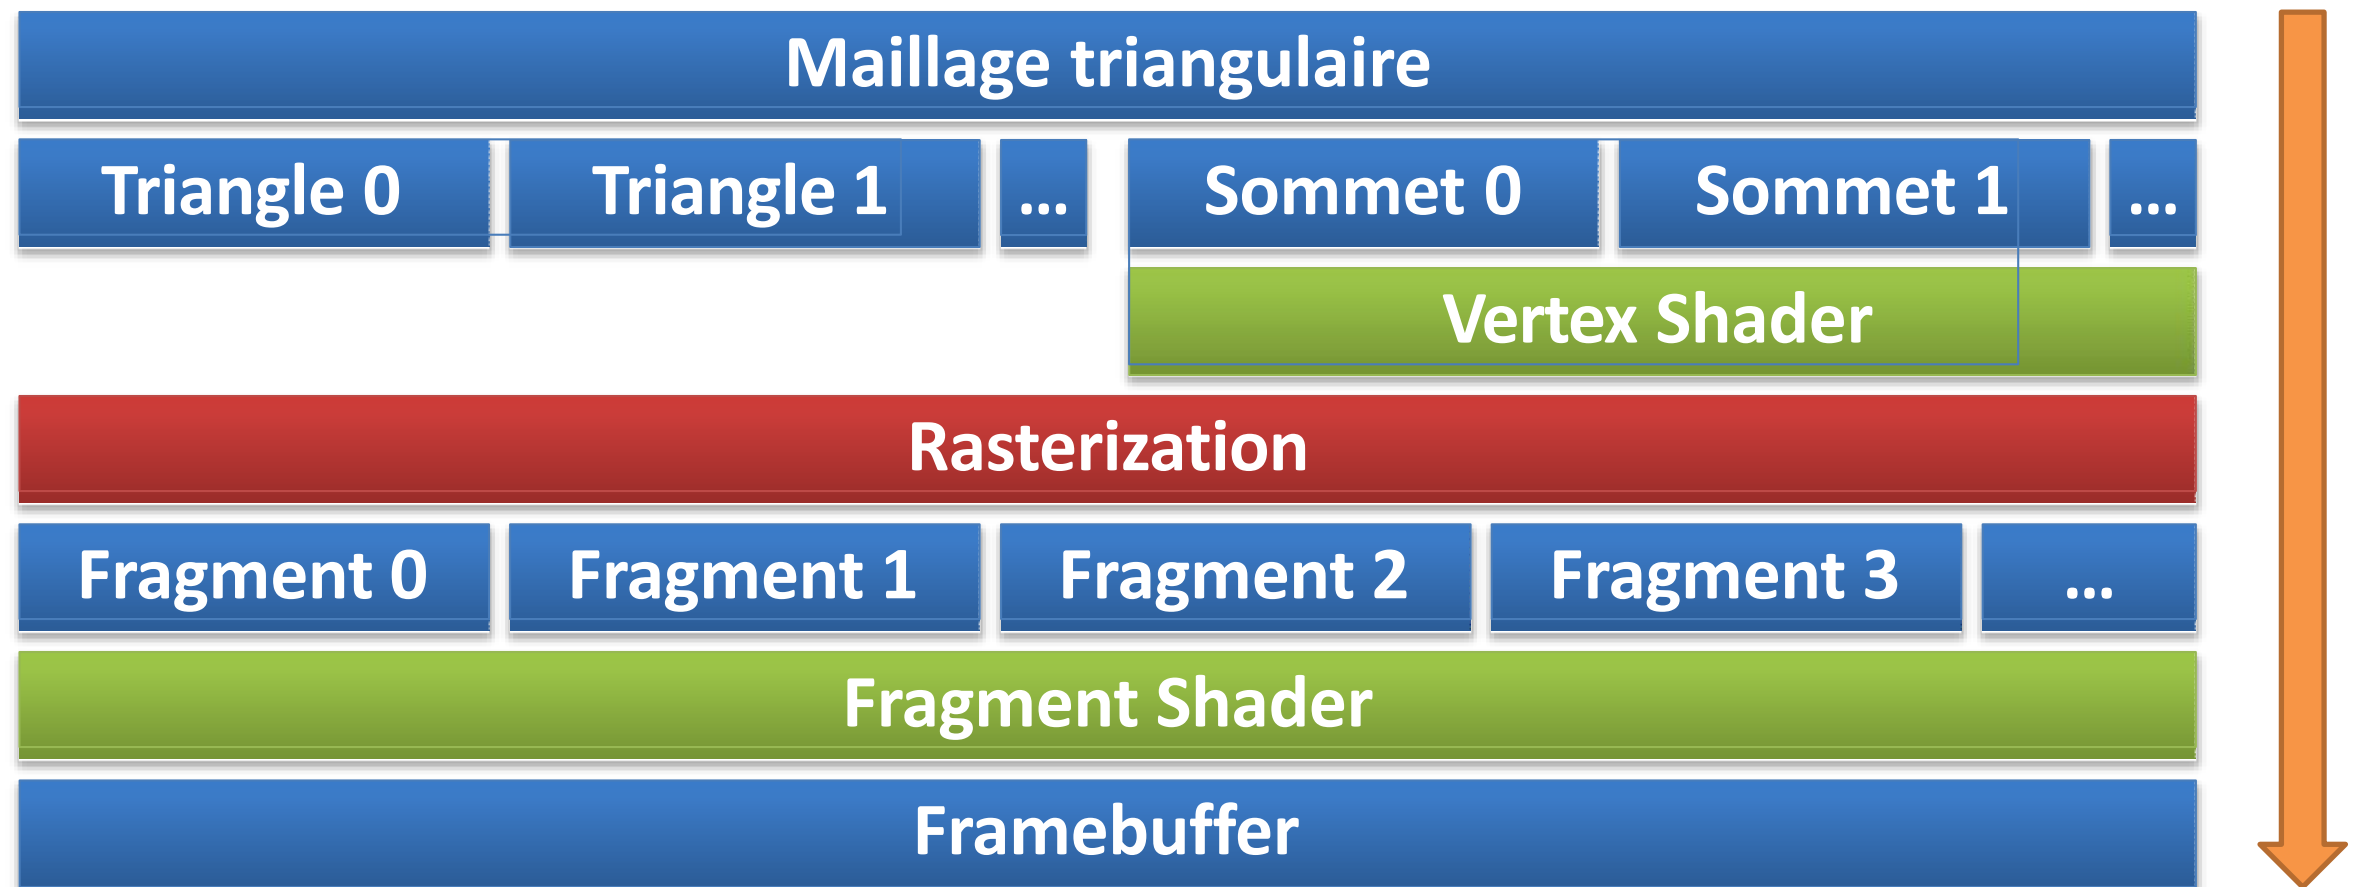 Maillage triangulaire
Triangle 0 Triangle 1 ... Sommet 0 Sommet 1 ...
Vertex Shader
Rasterization
Fragment 0 Fragment 1 Fragment 2 Fragment 3 ...
Fragment Shader
Framebuffer